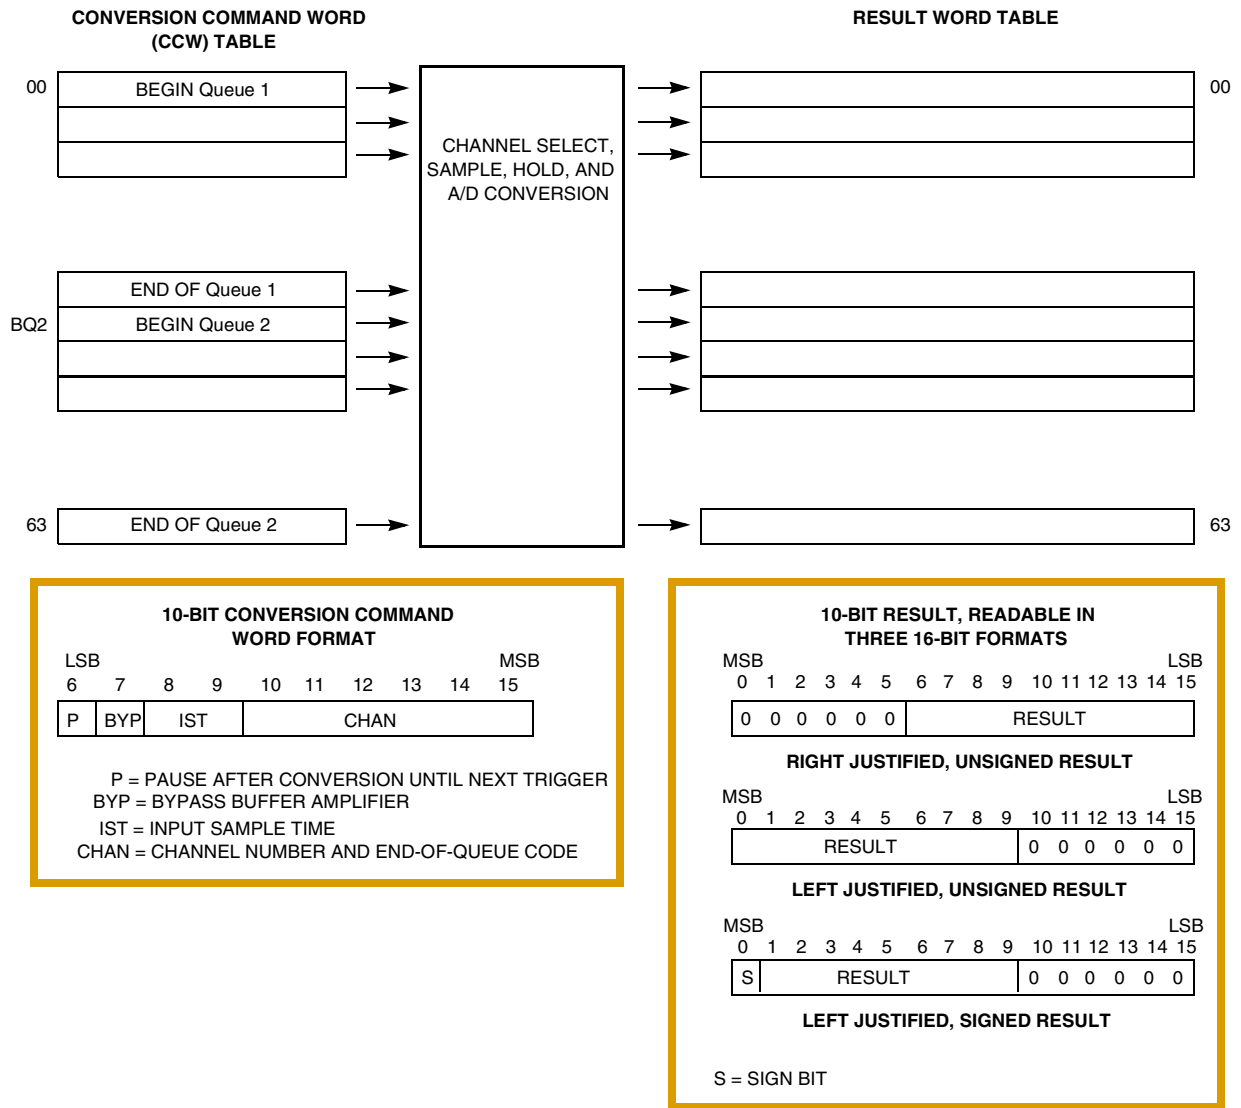 CONVERSION COMMAND WORD
(CCW) TABLE
RESULT WORD TABLE
00
BEGIN Queue 1
00
CHANNEL SELECT,
SAMPLE, HOLD, AND
A/D CONVERSION
END OF Queue 1
BQ2
BEGIN Queue 2
63
END OF Queue 2
63
10-BIT CONVERSION COMMAND
WORD FORMAT
LSB MSB
6 7 8 9 10 11 12 13 14 15
P BYP IST CHAN
P = PAUSE AFTER CONVERSION UNTIL NEXT TRIGGER
BYP = BYPASS BUFFER AMPLIFIER
IST = INPUT SAMPLE TIME
CHAN = CHANNEL NUMBER AND END-OF-QUEUE CODE
10-BIT RESULT, READABLE IN
THREE 16-BIT FORMATS
MSB LSB
0 1 2 3 4 5 6 7 8 9 10 11 12 13 14 15
0 0 0 0 0 0 RESULT
RIGHT JUSTIFIED, UNSIGNED RESULT
MSB LSB
0 1 2 3 4 5 6 7 8 9 10 11 12 13 14 15
RESULT 0 0 0 0 0 0
LEFT JUSTIFIED, UNSIGNED RESULT
MSB LSB
0 1 2 3 4 5 6 7 8 9 10 11 12 13 14 15
S RESULT 0 0 0 0 0 0
LEFT JUSTIFIED, SIGNED RESULT
S = SIGN BIT